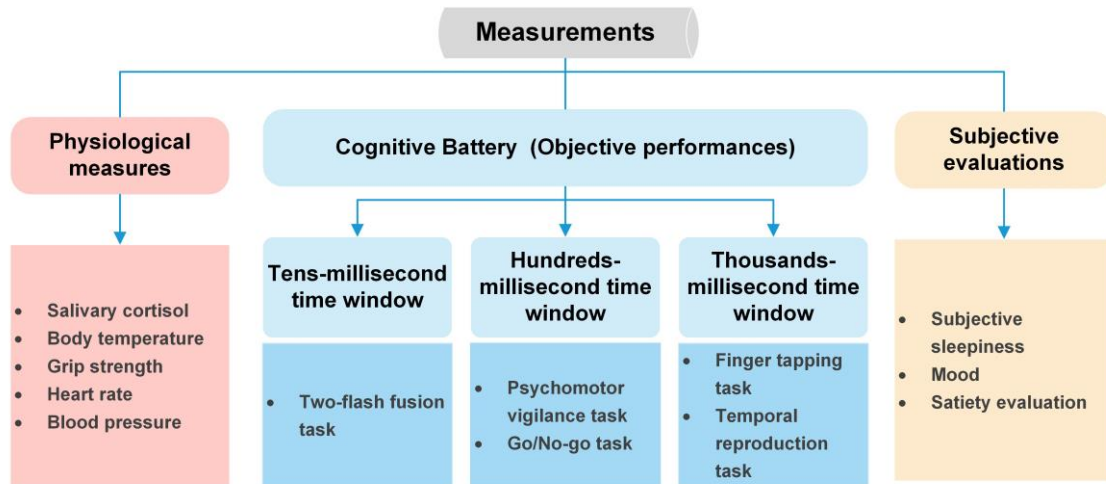 Measurements
Physiological
measures
Cognitive Battery (Objective performances)
Subjective
evaluations
Tens-millisecond
time window
Hundreds-
millisecond time
window
Thousands-
millisecond time
window
• Salivary cortisol
• Body temperature
• Grip strength
• Heart rate
• Blood pressure
• Two-flash fusion
task
• Psychomotor
vigilance task
• Go/No-go task
• Finger tapping
task
• Temporal
reproduction
task
• Subjective
sleepiness
• Mood
• Satiety evaluation